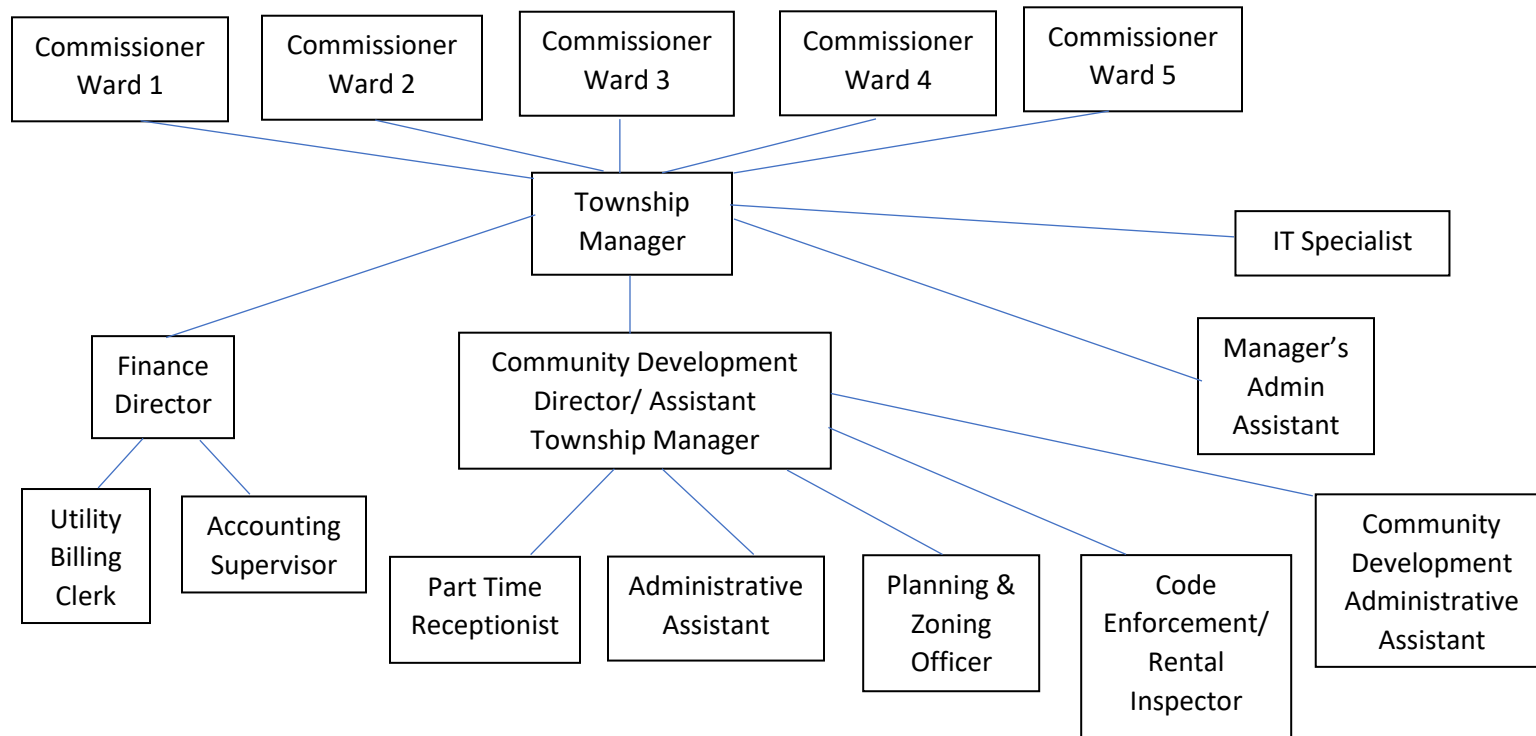 Commissioner
Ward 1
Commissioner
Ward 2
Commissioner
Ward 3
Commissioner
Ward 4
Commissioner
Ward 5
Township
Manager
IT Specialist
Finance
Director
Community Development
Director/ Assistant
Township Manager
Manager’s
Admin
Assistant
Utility
Billing
Clerk
Accounting
Supervisor
Part Time
Receptionist
Administrative
Assistant
Planning &
Zoning
Officer
Code
Enforcement/
Rental
Inspector
Community
Development
Administrative
Assistant